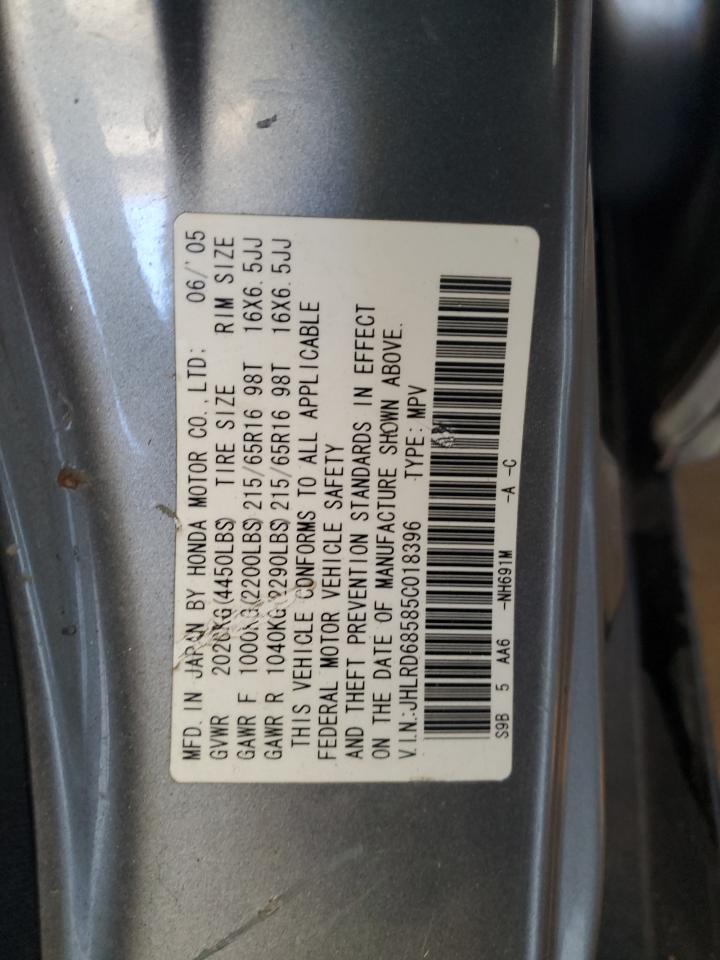 MFD. IN JAPAN BY HONDA MOTOR CO., LTD: 06/'05
GVWR 2020KG(4450LBS) TIRE SIZE RIM SIZE
GAWR F 1000KG(2200LBS)215/65R16 98T 16X6.5JJ
GAWR R 1040KG(2290LBS)215/65R16 98T 16X6.5JJ
THIS VEHICLE CONFORMS TO ALL APPLICABLE
FEDERAL MOTOR VEHICLE SAFETY
AND THEFT PREVENTION STANDARDS IN EFFECT
ON THE DATE OF MANUFACTURE SHOWN ABOVE.
V.I.N.:JHLRD68585C018396 TYPE: MPV
S9B 5 AA6 -NH691M -A -C